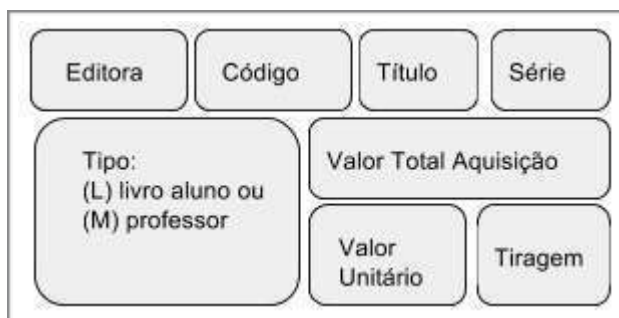 Editora
Código
Título
Série
Tipo:
(L) livro aluno ou
(M) professor
Valor Total Aquisição
Valor
Unitário
Tiragem